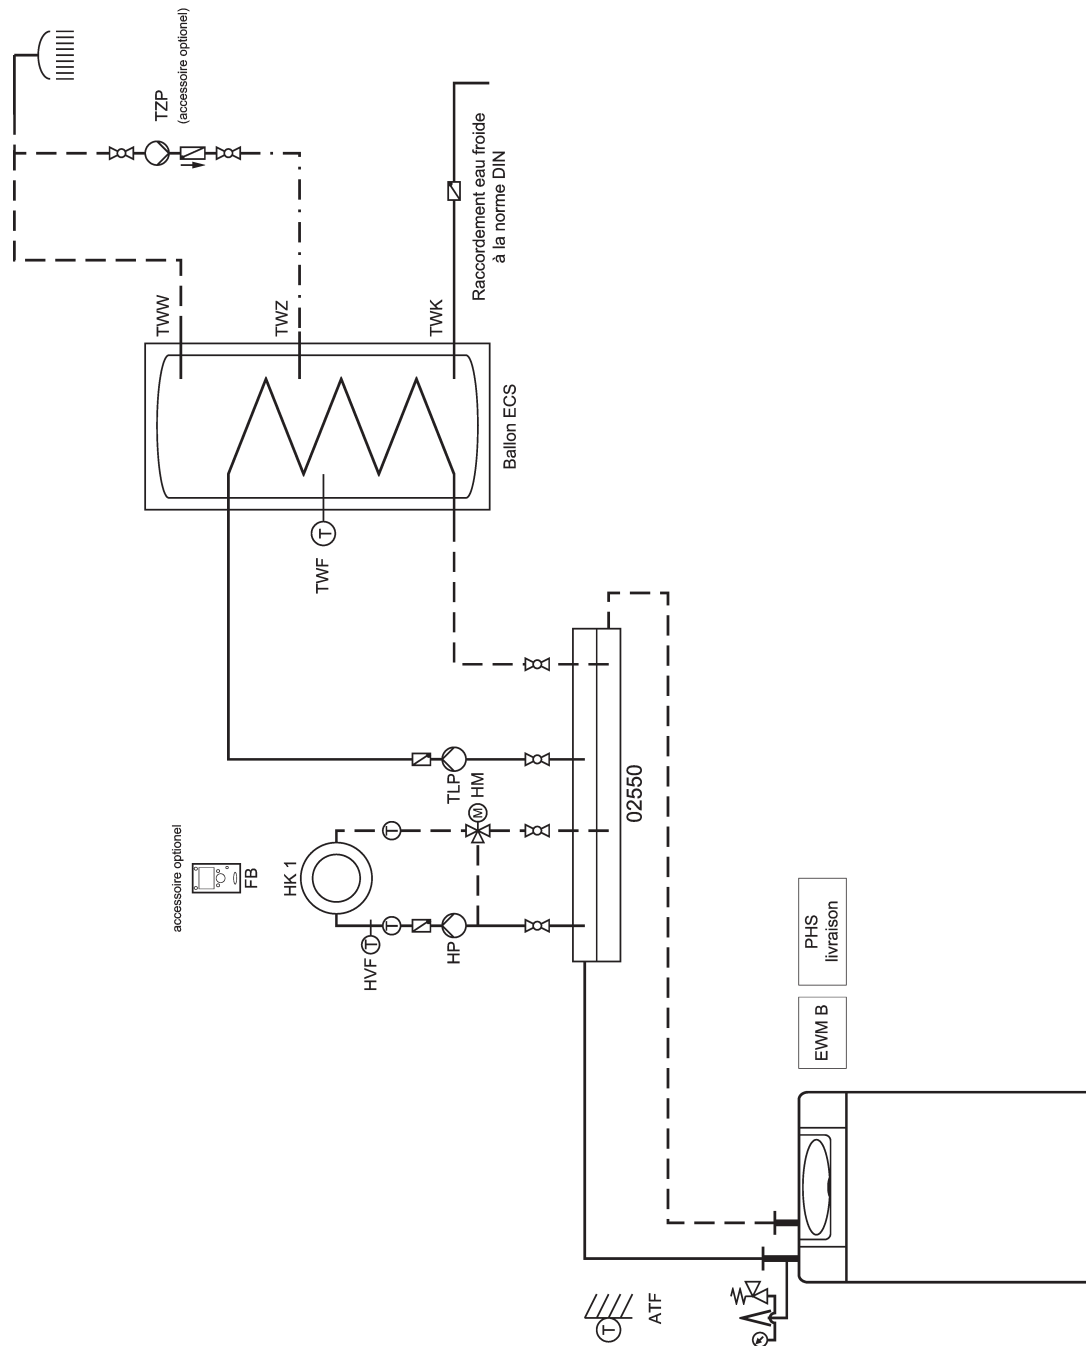 TZP
(accessoire optionel)
Raccordement eau froide
à la norme DIN
TWW
TWZ
TWK
Ballon ECS
T
TWF
TLP
HM
M
02550
accessoire optionel
FB
HK 1
T
T
T
HVF
HP
PHS
livraison
EWM B
T
ATF